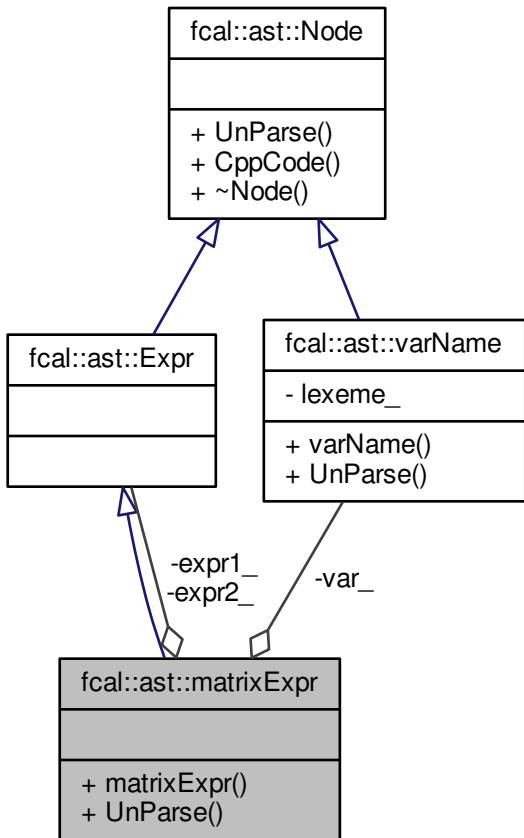 fcal::ast::Node
+ UnParse()
+ CppCode()
+ ~Node()
fcal::ast::Expr
fcal::ast::varName
- lexeme_
+ varName()
+ UnParse()
-expr1_
-expr2_
-var_
fcal::ast::matrixExpr
+ matrixExpr()
+ UnParse()